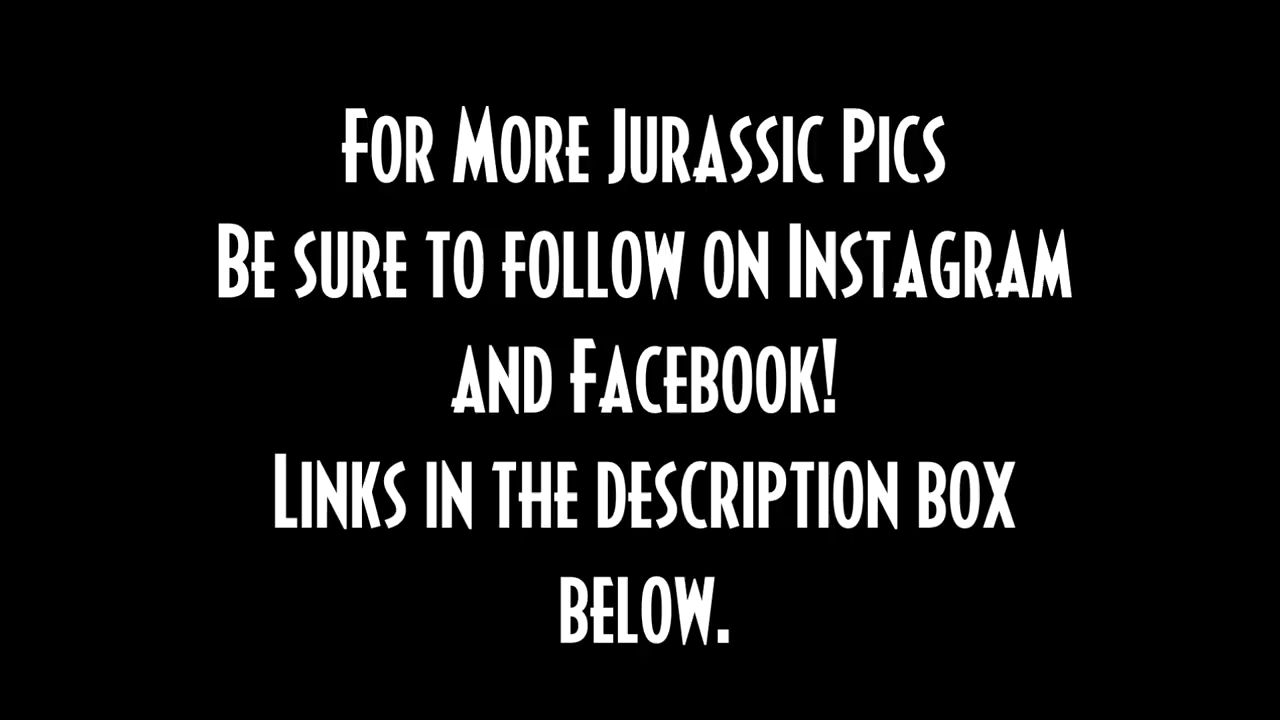 For More Jurassic Pics
Be sure to follow on Instagram
and Facebook!
Links in the description box
below.